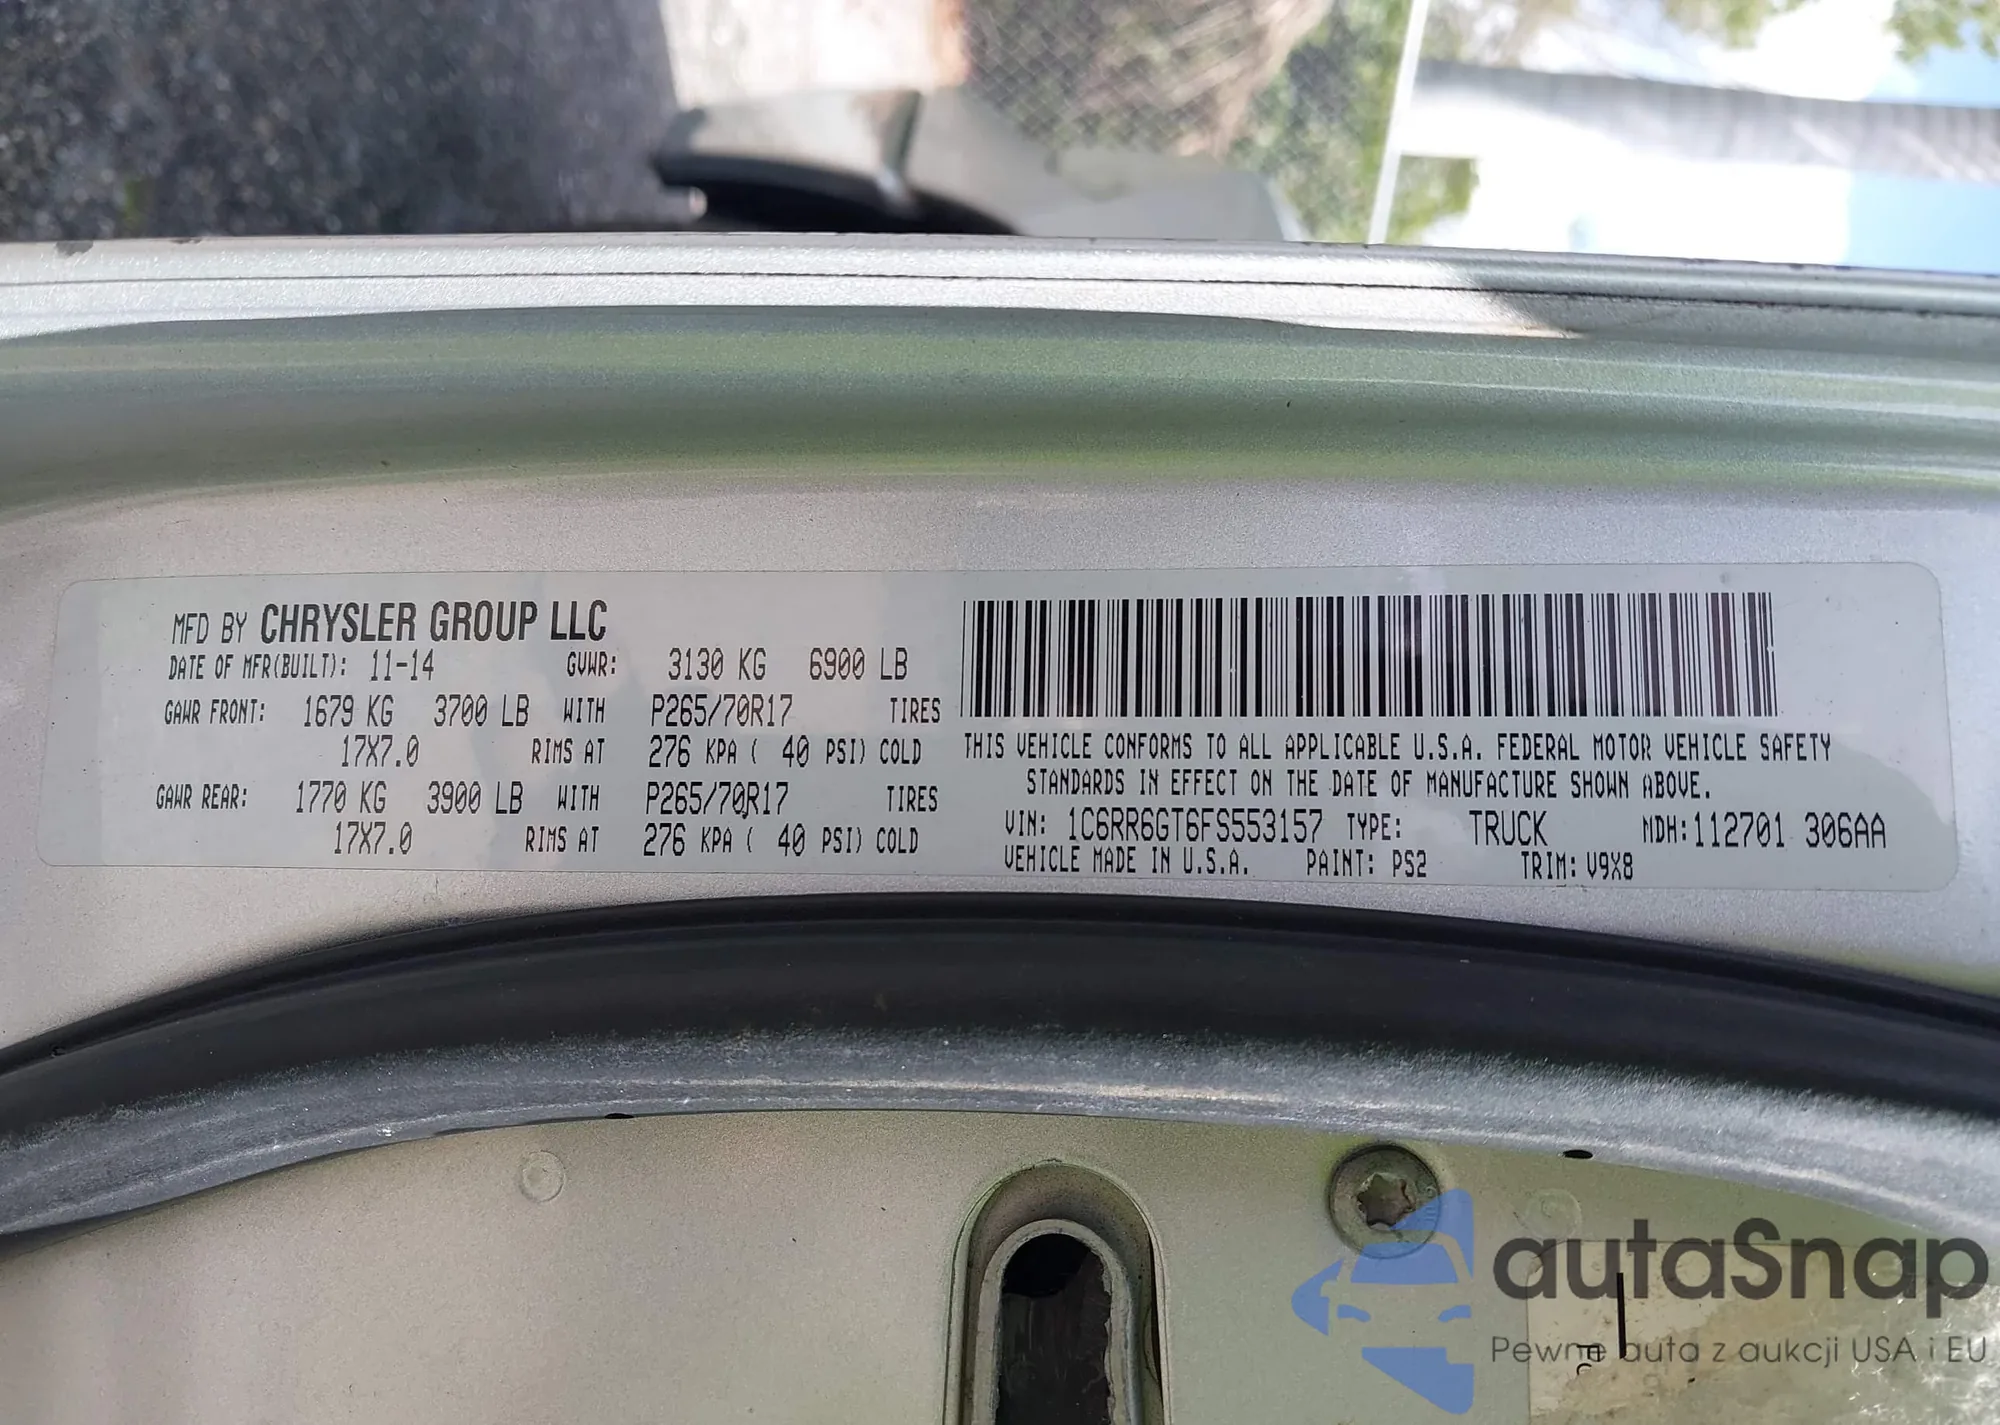 MFD BY CHRYSLER GROUP LLC
DATE OF MFR(BUILT): 11-14 GVWR: 3130 KG 6900 LB
GAWR FRONT: 1679 KG 3700 LB WITH P265/70R17 TIRES
17X7.0 RIMS AT 276 KPA ( 40 PSI) COLD
GAWR REAR: 1770 KG 3900 LB WITH P265/70R17 TIRES
17X7.0 RIMS AT 276 KPA ( 40 PSI) COLD
THIS VEHICLE CONFORMS TO ALL APPLICABLE U.S.A. FEDERAL MOTOR VEHICLE SAFETY
STANDARDS IN EFFECT ON THE DATE OF MANUFACTURE SHOWN ABOVE.
VIN: 1C6RR6GT6FS553157 TYPE: TRUCK MDH:112701 306AA
VEHICLE MADE IN U.S.A. PAINT: PS2 TRIM: V9X8
autaSnap
Pewne auta z aukcji USA i EU